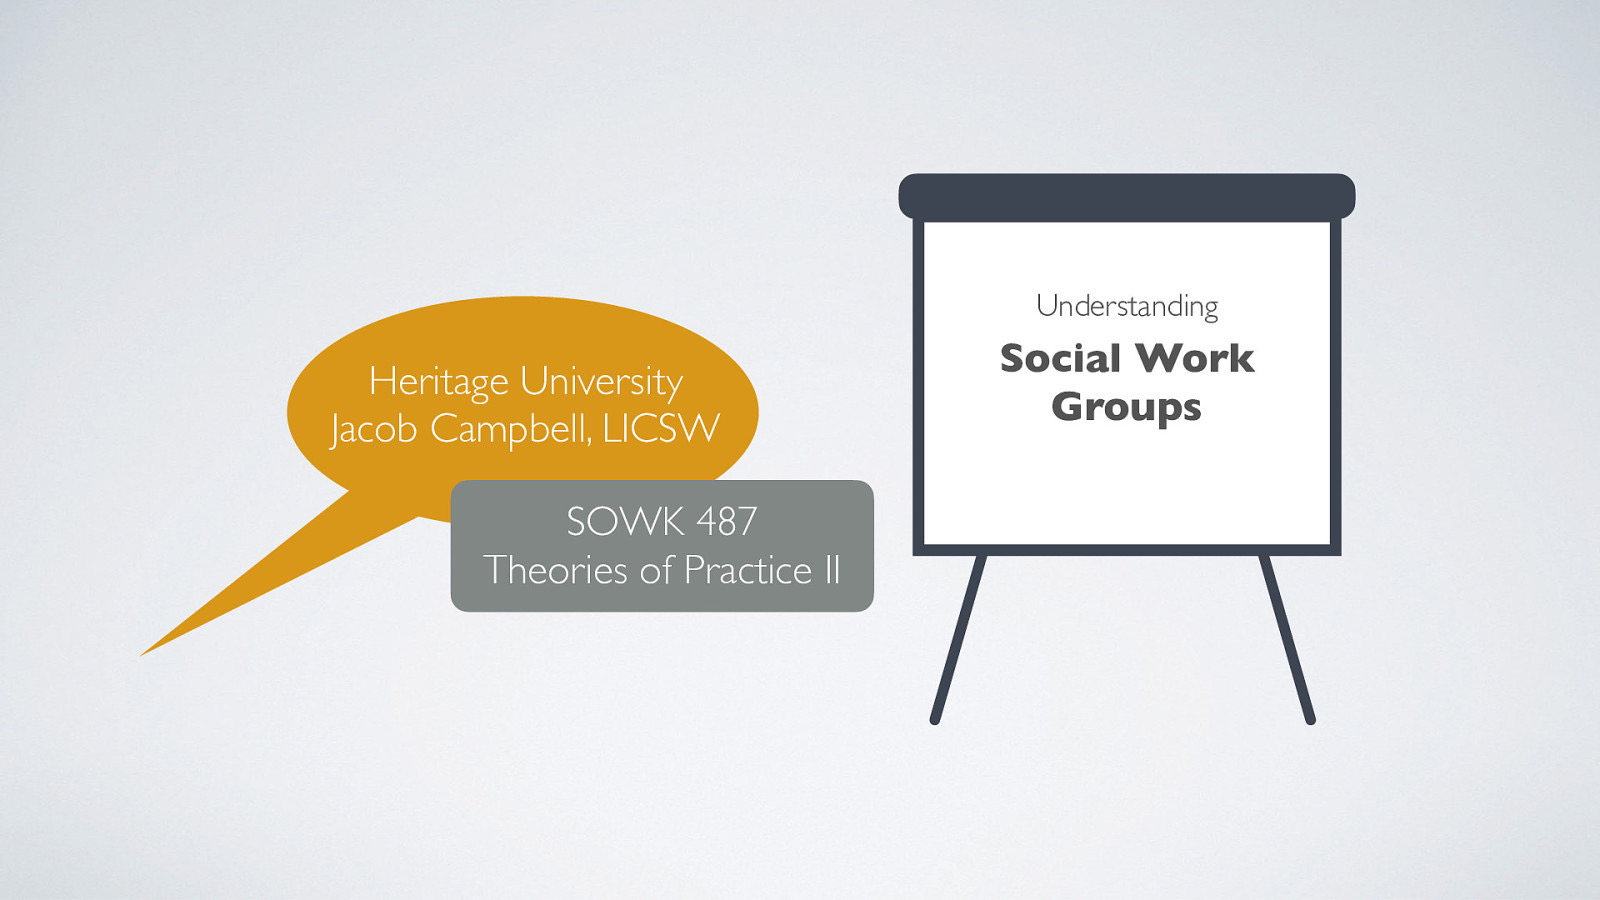 Heritage University
Jacob Campbell, LICSW
SOWK 487
Theories of Practice II
Understanding
Social Work
Groups